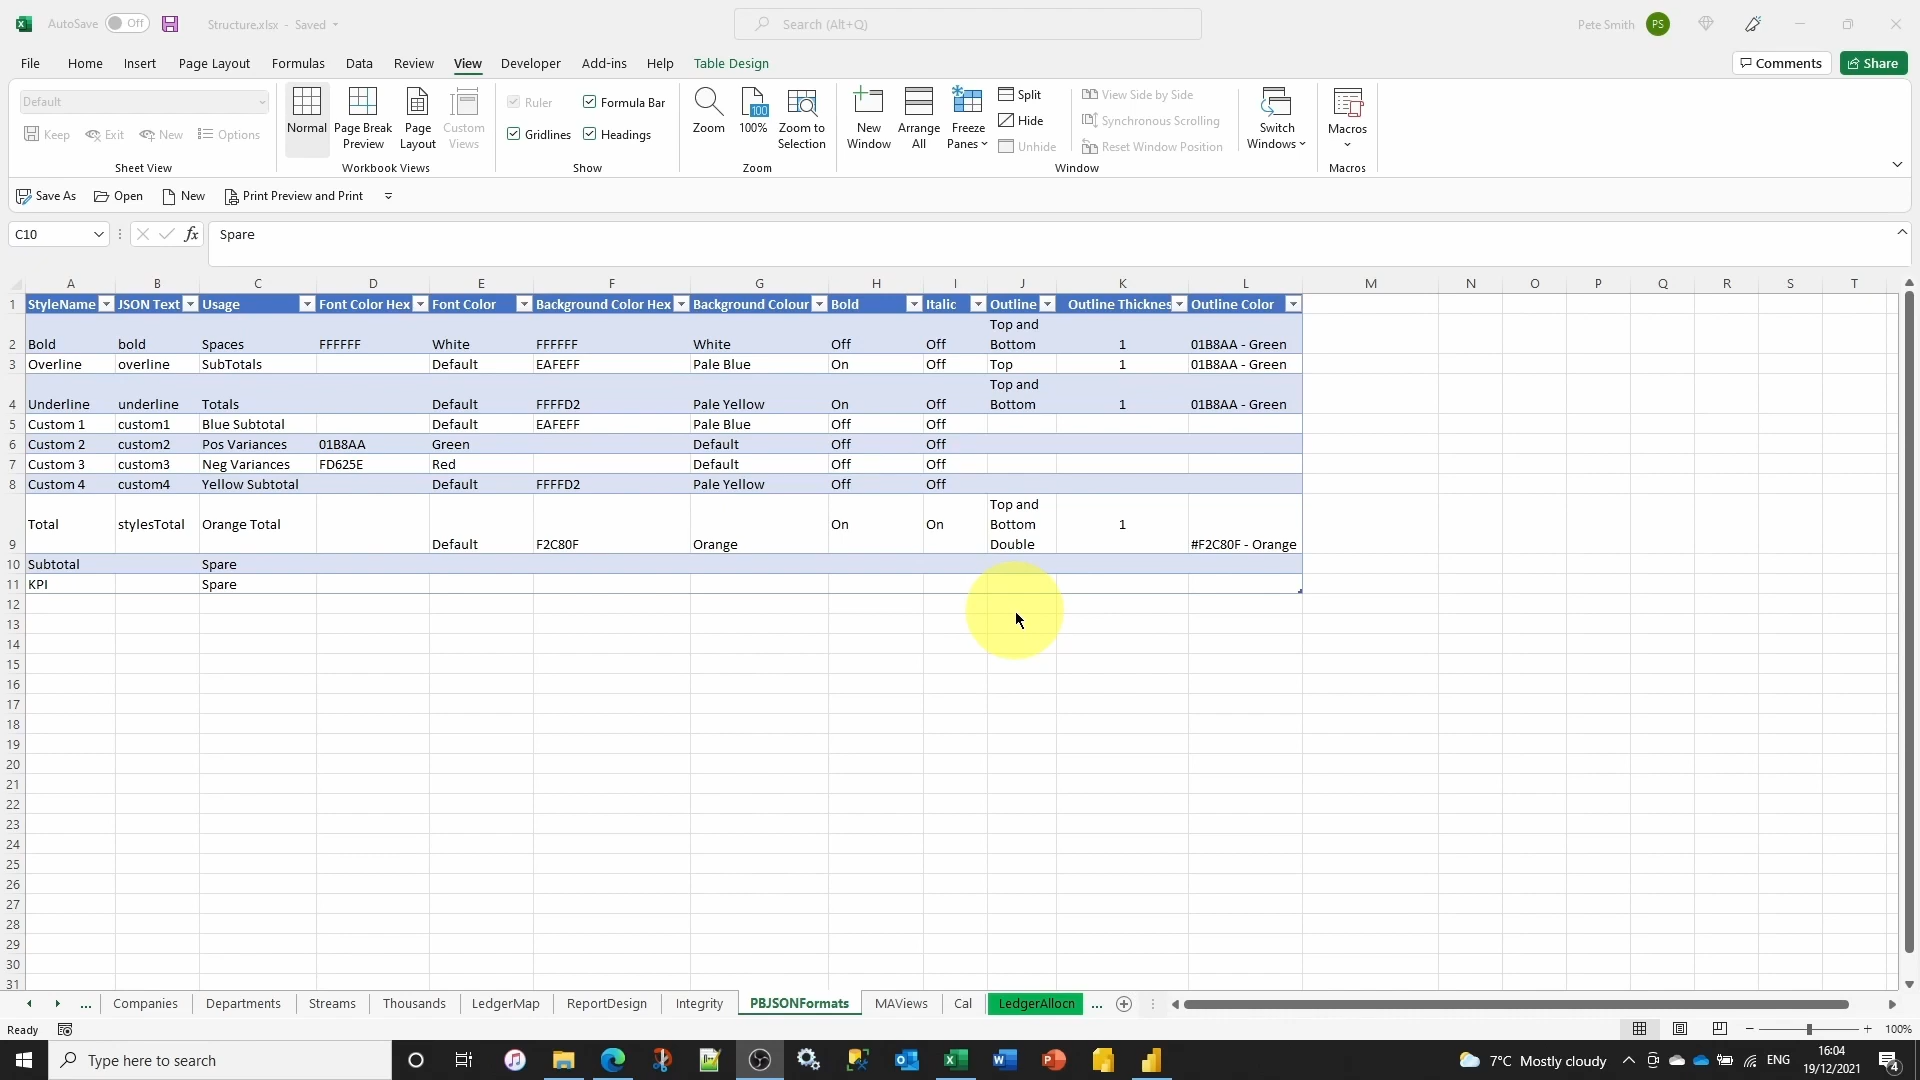 AutoSave Off Structure.xlsx - Saved Search (Alt+Q) Pete Smith PS
File Home Insert Page Layout Formulas Data Review View Developer Add-ins Help Table Design Comments Share
Default
Keep Exit New Options
Sheet View
Normal Page Break Preview Page Layout Custom Views
Workbook Views
Ruler Formula Bar
Gridlines Headings
Show
Zoom 100 100% Zoom to Selection
Zoom
New Window Arrange All Freeze Panes
Split View Side by Side
Hide Synchronous Scrolling
Unhide Reset Window Position
Switch Windows
Window
Macros
Macros
Save As Open New Print Preview and Print
C10 fx Spare
A B C D E F G H I J K L M N O P Q R S T
1 StyleName JSON Text Usage Font Color Hex Font Color Background Color Hex Background Colour Bold Italic Outline Outline Thicknes Outline Color
2 Bold bold Spaces FFFFFF White FFFFFF White Off Off Top and Bottom 1 01B8AA - Green
3 Overline overline SubTotals Default EAFEFF Pale Blue On Off Top 1 01B8AA - Green
4 Underline underline Totals Default FFFFD2 Pale Yellow On Off Top and Bottom 1 01B8AA - Green
5 Custom 1 custom1 Blue Subtotal Default EAFEFF Pale Blue Off Off
6 Custom 2 custom2 Pos Variances 01B8AA Green Default Off Off
7 Custom 3 custom3 Neg Variances FD625E Red Default Off Off
8 Custom 4 custom4 Yellow Subtotal Default FFFFD2 Pale Yellow Off Off
9 Total stylesTotal Orange Total Default F2C80F Orange On On Top and Bottom Double 1 #F2C80F - Orange
10 Subtotal Spare
11 KPI Spare
12
13
14
15
16
17
18
19
20
21
22
23
24
25
26
27
28
29
30
31
... Companies Departments Streams Thousands LedgerMap ReportDesign Integrity PBJSONFormats MAViews Cal LedgerAllocn ...
Ready 100%
Type here to search 7°C Mostly cloudy ENG 16:04 19/12/2021 4